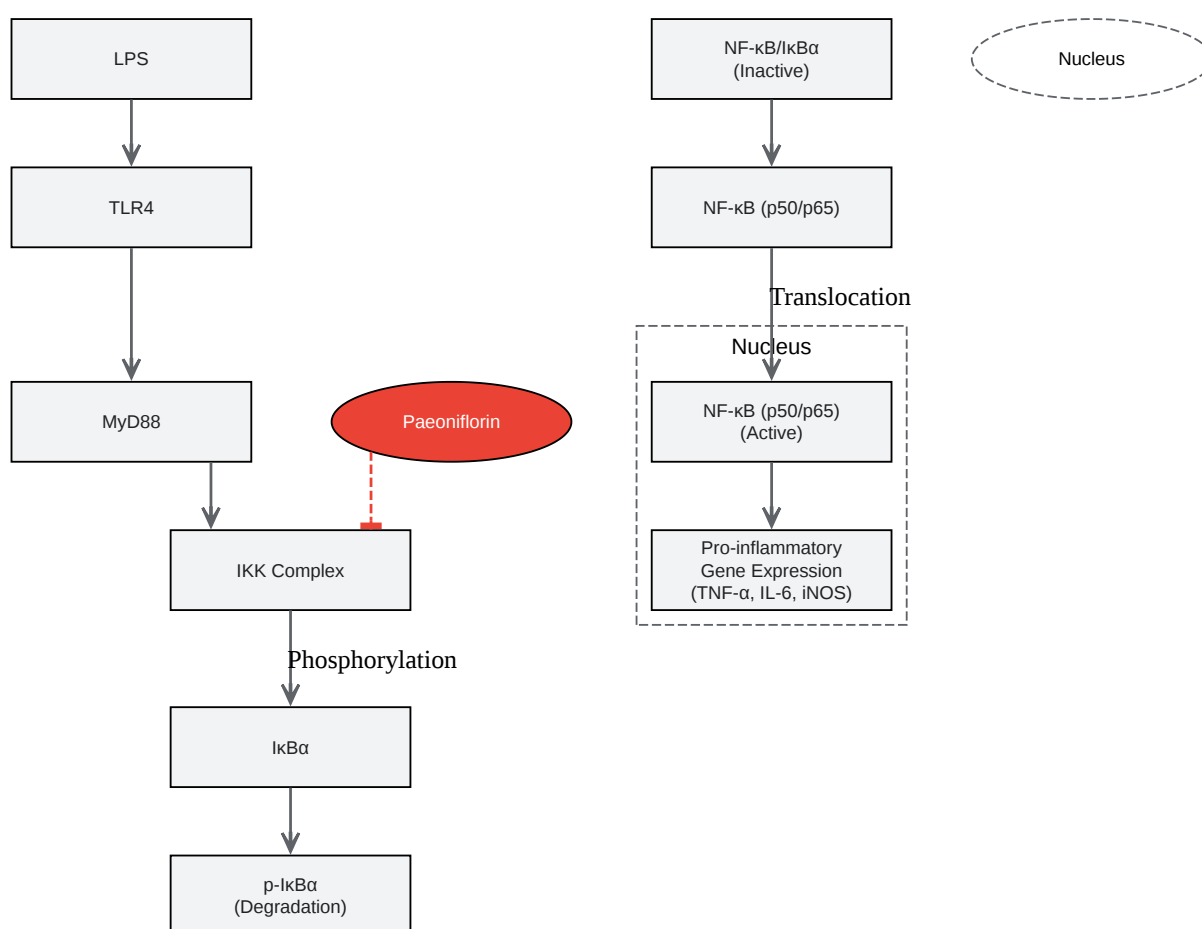 LPS
NF-κB/IκBα
(Inactive)
Nucleus
TLR4
NF-κB (p50/p65)
Translocation
Nucleus
MyD88
Paeoniflorin
NF-κB (p50/p65)
(Active)
IKK Complex
Pro-inflammatory
Gene Expression
(TNF-α, IL-6, iNOS)
Phosphorylation
IκBα
p-IκBα
(Degradation)